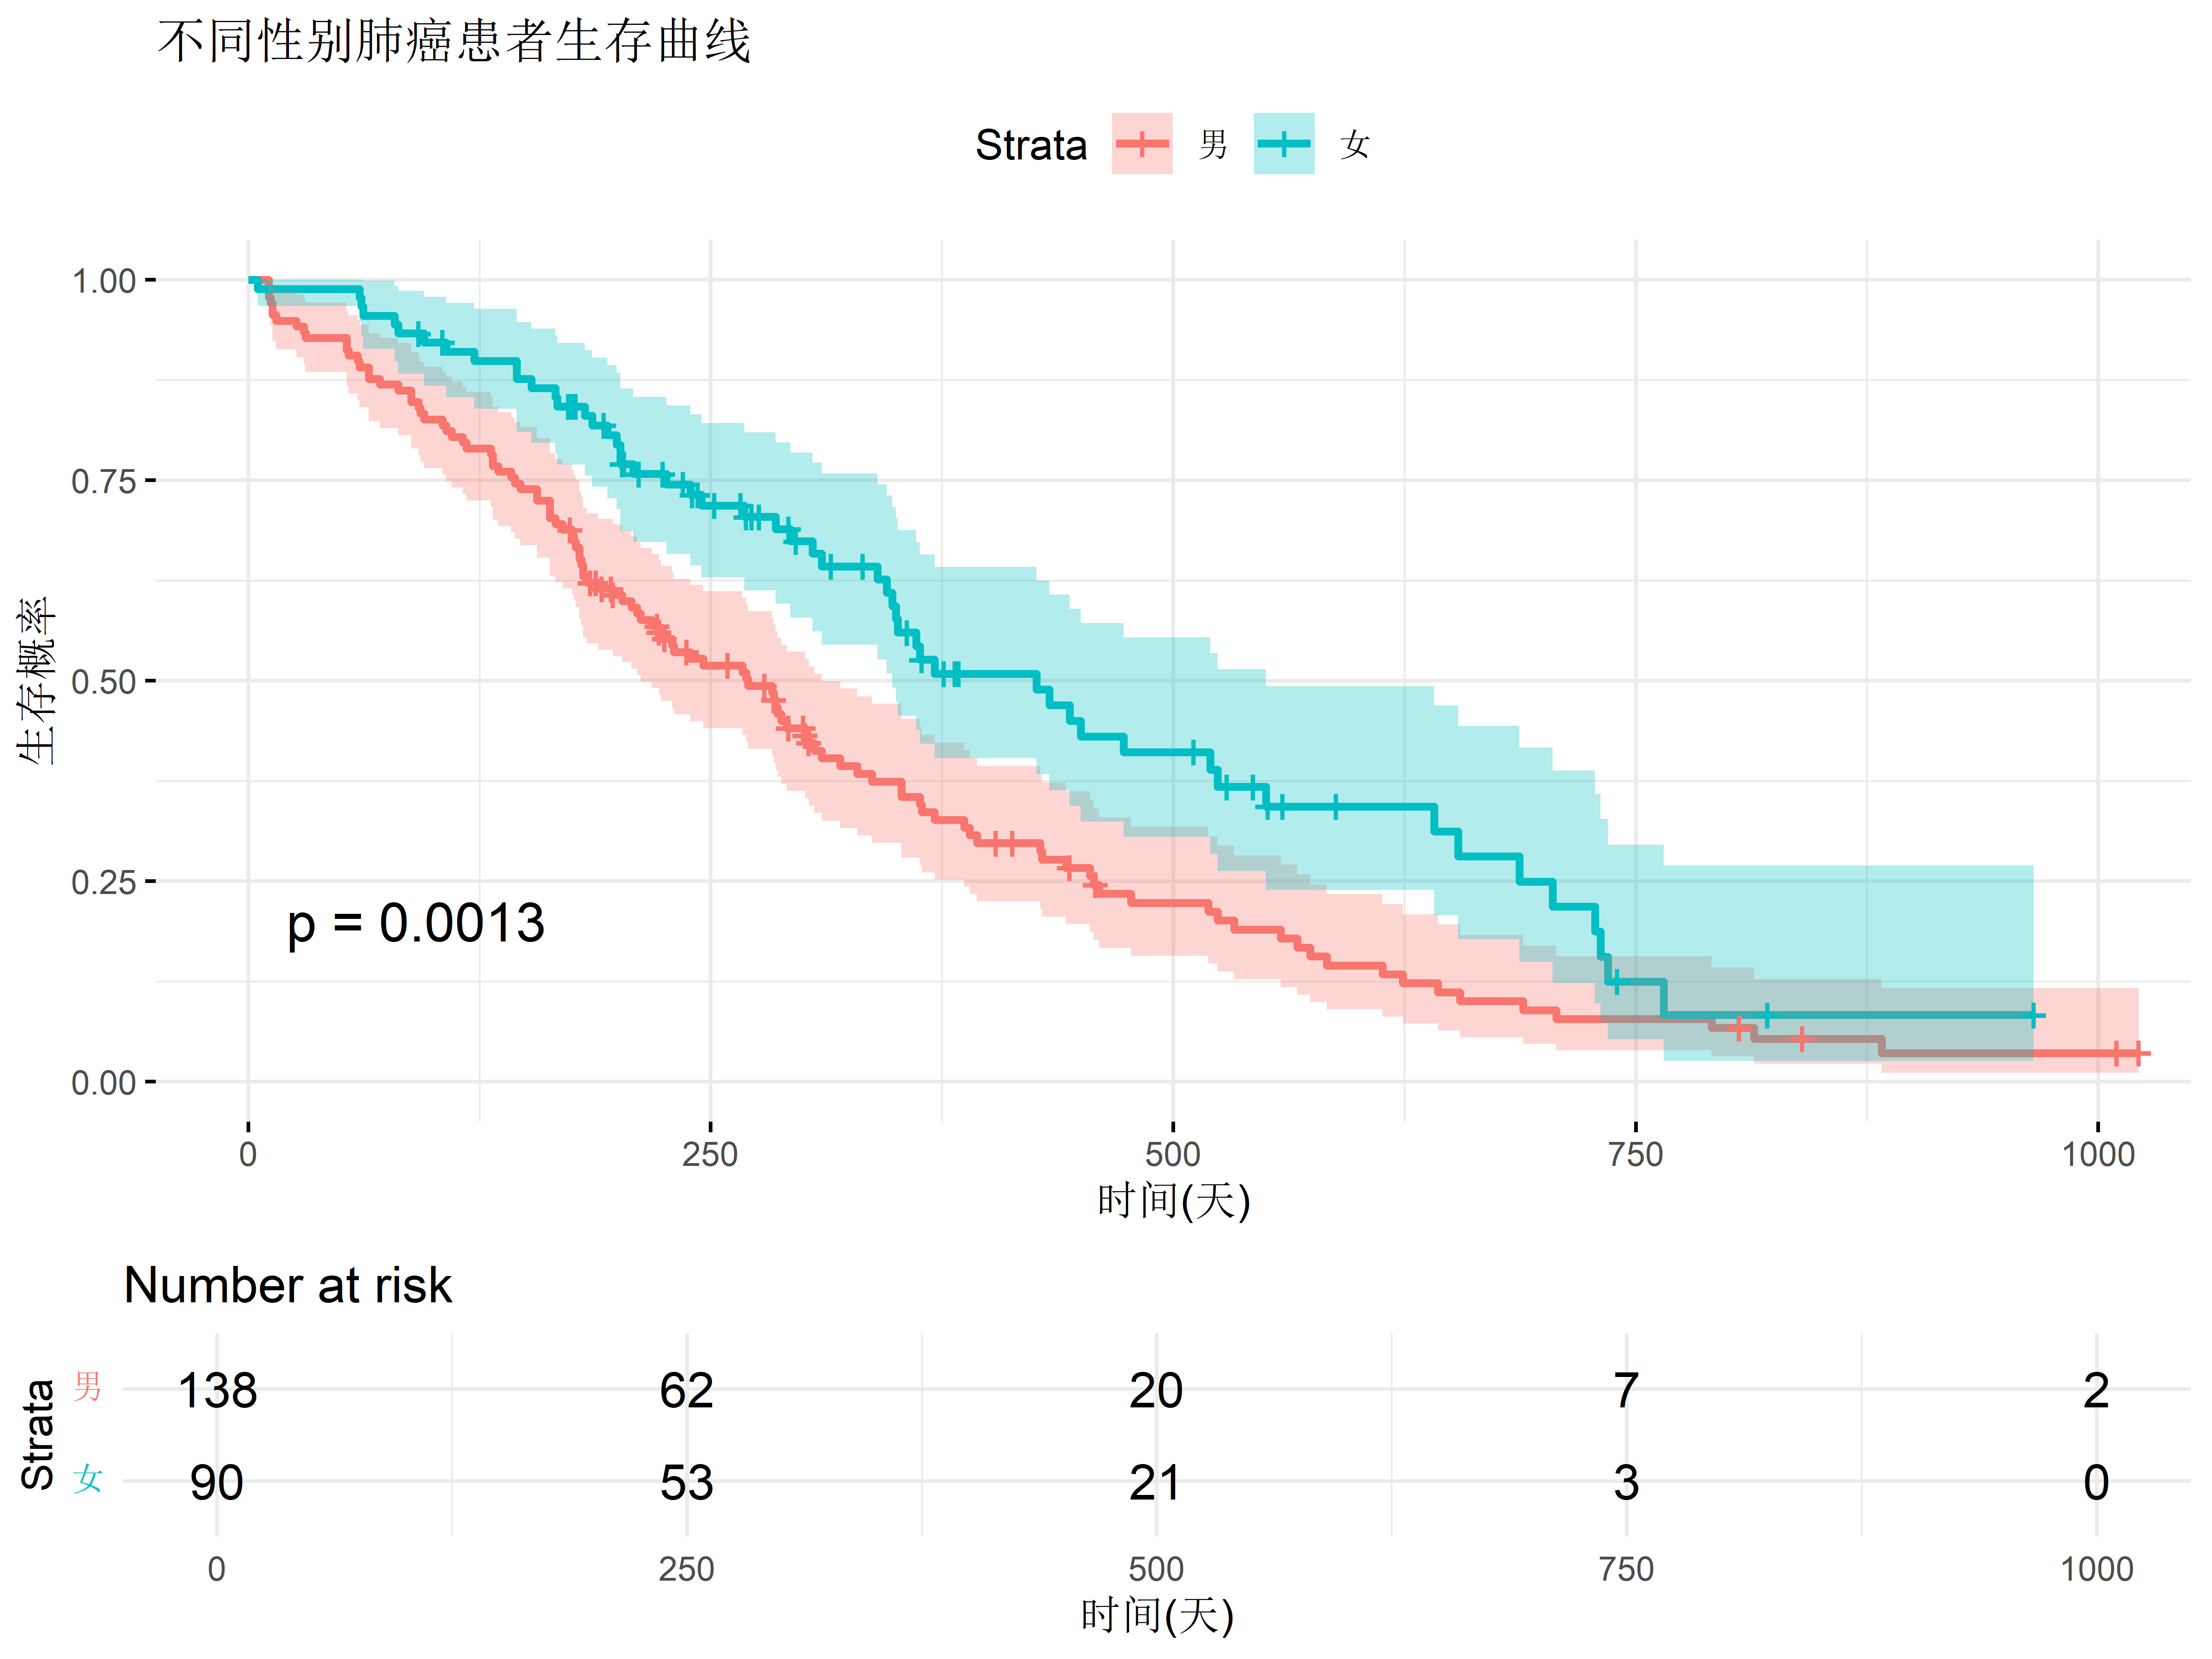 不同性别肺癌患者生存曲线
Strata 男 女
生存概率
1.00
0.75
0.50
0.25
0.00
p = 0.0013
0 250 500 750 1000
时间(天)
Number at risk
Strata
男 138 62 20 7 2
女 90 53 21 3 0
0 250 500 750 1000
时间(天)